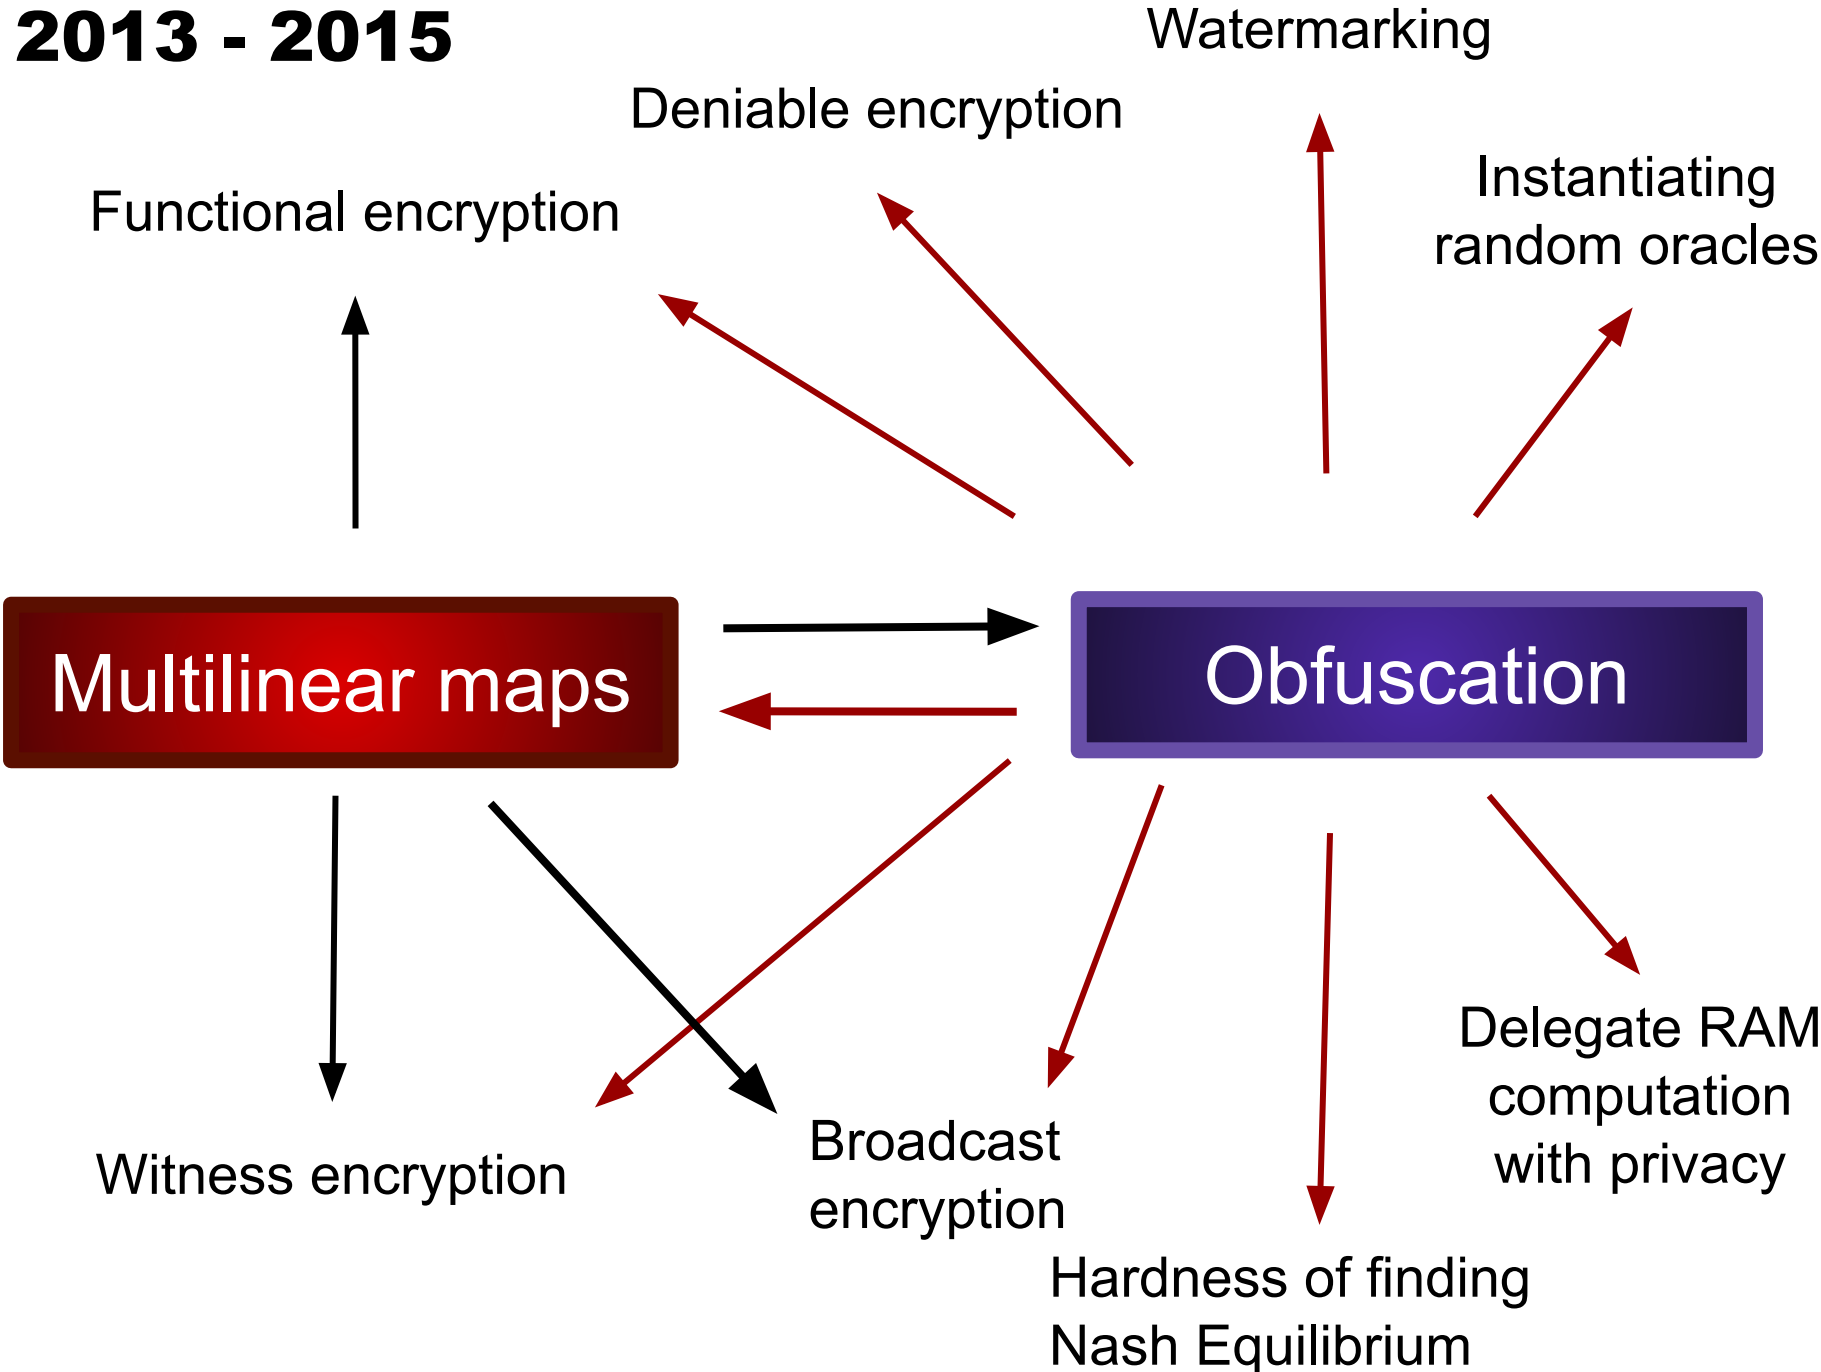 2013 - 2015
Watermarking
Deniable encryption
Instantiating
random oracles
Functional encryption
Multilinear maps
Obfuscation
Delegate RAM
computation
with privacy
Broadcast
encryption
Witness encryption
Hardness of finding
Nash Equilibrium